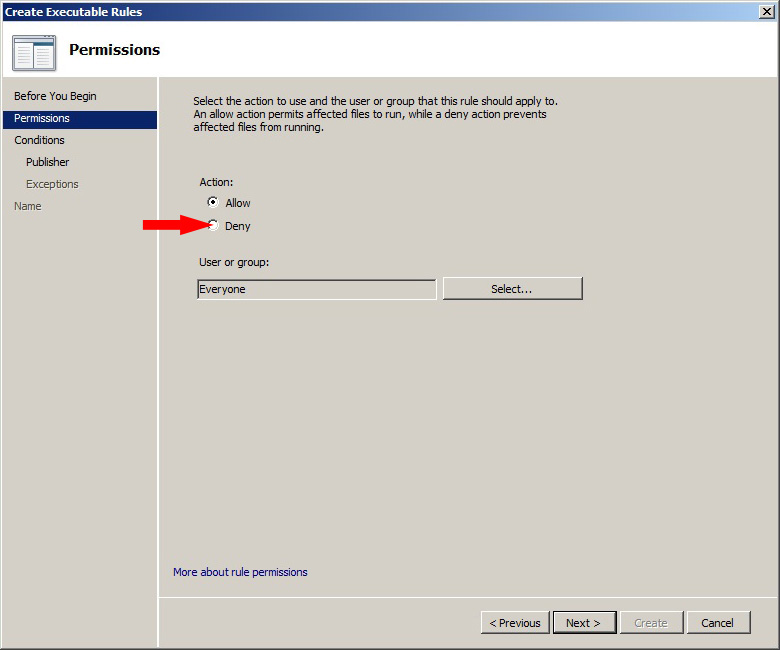 Create Executable Rules
Permissions
Before You Begin
Permissions
Conditions
Publisher
Exceptions
Name
Select the action to use and the user or group that this rule should apply to.
An allow action permits affected files to run, while a deny action prevents
affected files from running.
Action:
Allow
Deny
User or group:
Everyone
Select...
More about rule permissions
< Previous
Next >
Create
Cancel